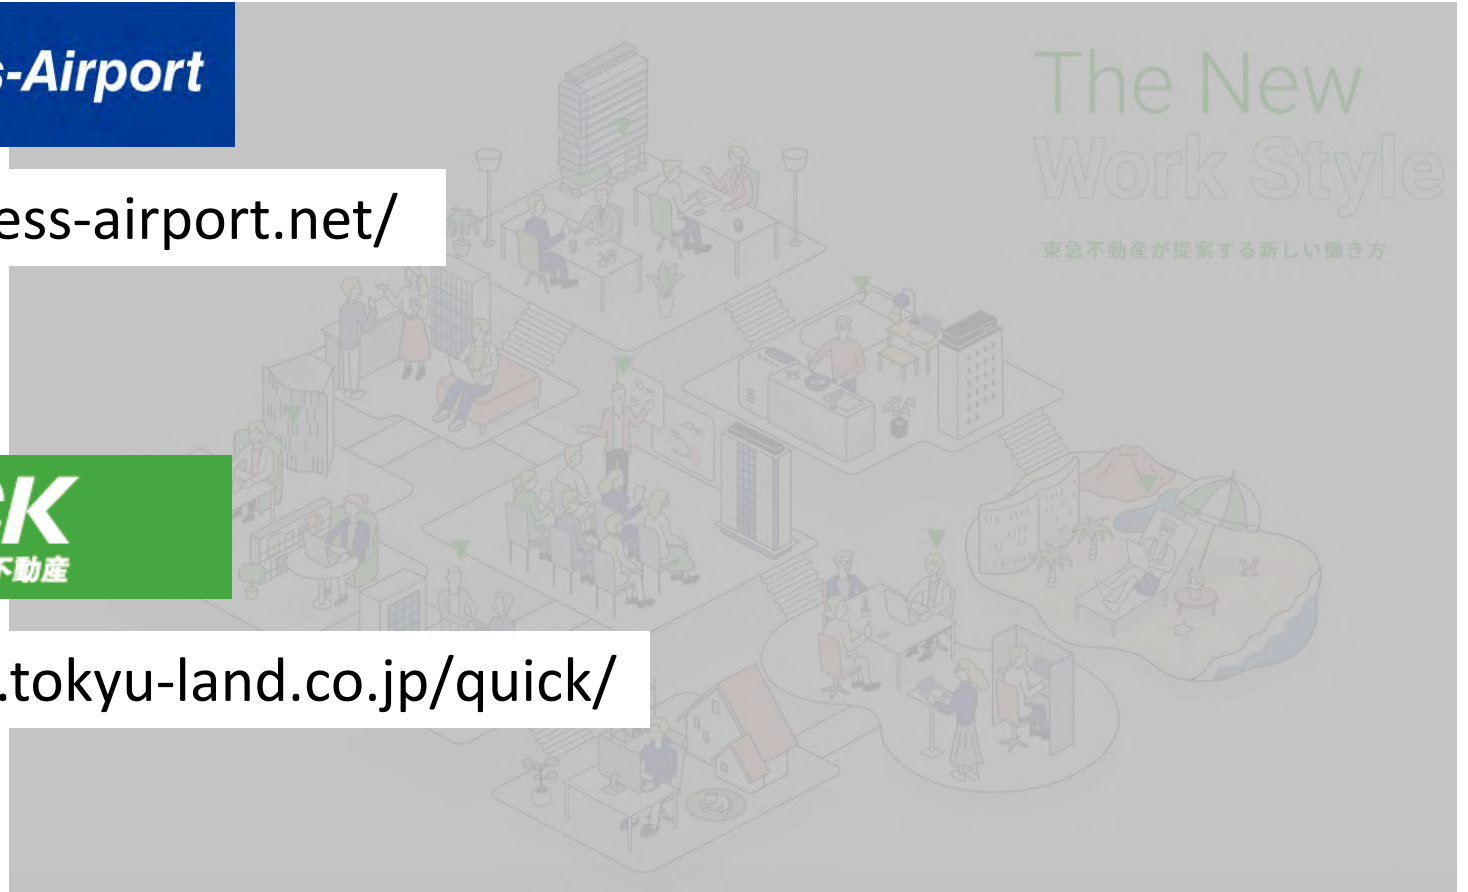 s-Airport
ess-airport.net/
The New
Work Style
東急不動産が提案する新しい働き方
CK
不動産
.tokyu-land.co.jp/quick/